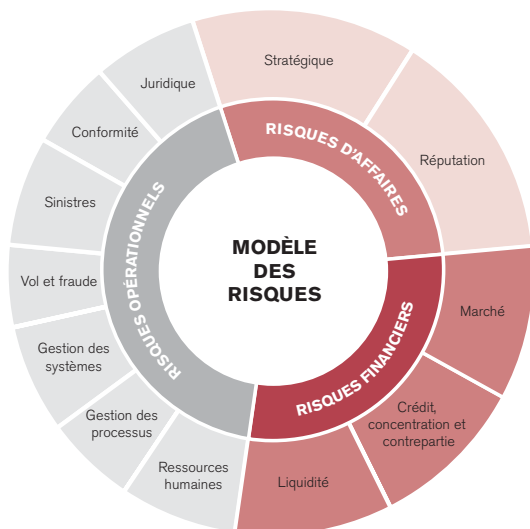 MODÈLE
DES
RISQUES
RISQUES D'AFFAIRES
Stratégique
Réputation
RISQUES FINANCIERS
Marché
Crédit,
concentration et
contrepartie
Liquidité
RISQUES OPÉRATIONNELS
Ressources
humaines
Gestion des
processus
Gestion des
systèmes
Vol et fraude
Sinistres
Conformité
Juridique